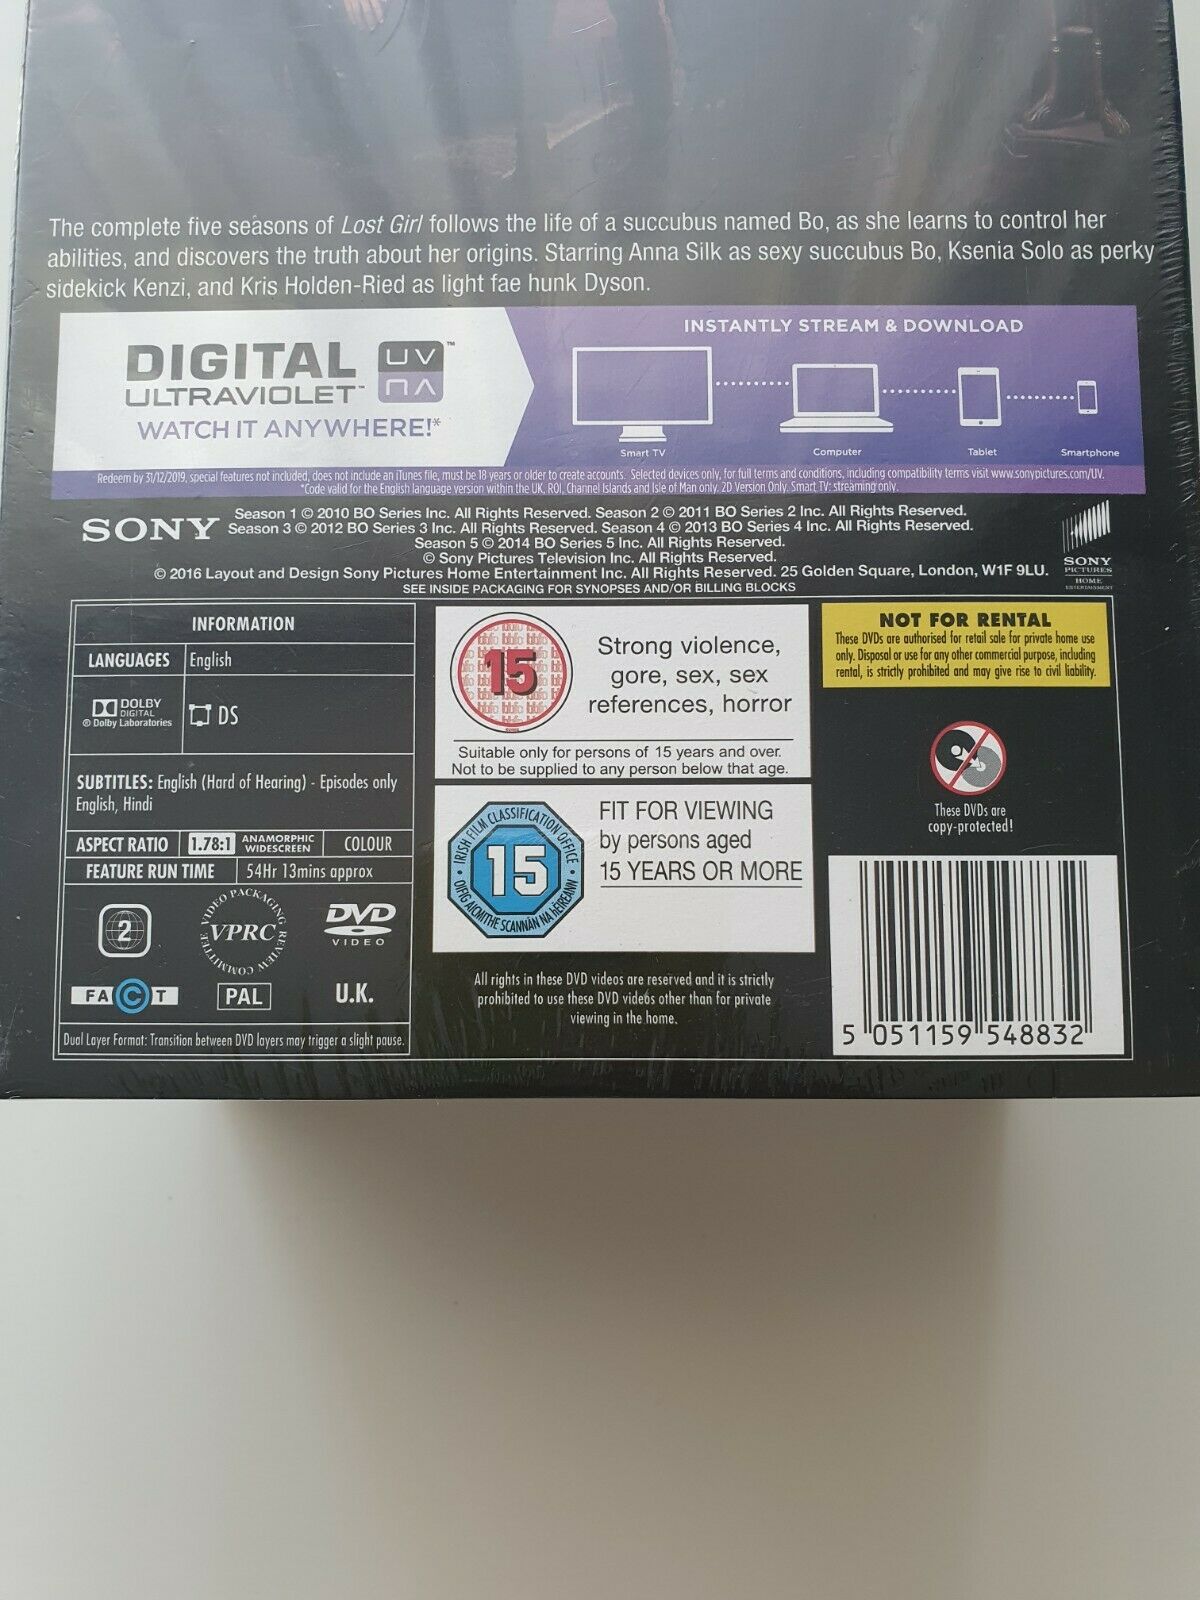 The complete five seasons of Lost Girl follows the life of a succubus named Bo, as she learns to control her
abilities, and discovers the truth about her origins. Starring Anna Silk as sexy succubus Bo, Ksenia Solo as perky
sidekick Kenzi, and Kris Holden-Ried as light fae hunk Dyson.
DIGITAL
ULTRAVIOLET™
UV™
WATCH IT ANYWHERE!*
INSTANTLY STREAM & DOWNLOAD
Smart TV
Computer
Tablet
Smartphone
Redeem by 31/12/2019, special features not included, does not include an iTunes file, must be 18 years or older to create accounts. Selected devices only, for full terms and conditions, including compatibility terms visit www.sonypictures.com/UV.
*Code valid for the English language version within the UK, ROI, Channel Islands and Isle of Man only. 2D Version Only. Smart TV: streaming only.
SONY
Season 1 © 2010 BO Series Inc. All Rights Reserved. Season 2 © 2011 BO Series 2 Inc. All Rights Reserved.
Season 3 © 2012 BO Series 3 Inc. All Rights Reserved. Season 4 © 2013 BO Series 4 Inc. All Rights Reserved.
Season 5 © 2014 BO Series 5 Inc. All Rights Reserved.
© Sony Pictures Television Inc. All Rights Reserved.
© 2016 Layout and Design Sony Pictures Home Entertainment Inc. All Rights Reserved. 25 Golden Square, London, W1F 9LU.
SEE INSIDE PACKAGING FOR SYNOPSES AND/OR BILLING BLOCKS
SONY
PICTURES
HOME
ENTERTAINMENT
INFORMATION
LANGUAGES English
DOLBY
DIGITAL
© Dolby Laboratories
DS
SUBTITLES: English (Hard of Hearing) - Episodes only
English, Hindi
ASPECT RATIO 1.78:1 ANAMORPHIC WIDESCREEN COLOUR
FEATURE RUN TIME 54Hr 13mins approx
2
VIDEO PACKAGING REVIEW COMMITTEE
VPRC
DVD
VIDEO
FACT
PAL
U.K.
Dual Layer Format: Transition between DVD layers may trigger a slight pause.
15
Strong violence,
gore, sex, sex
references, horror
Suitable only for persons of 15 years and over.
Not to be supplied to any person below that age.
IRISH FILM CLASSIFICATION OFFICE
15
OIFIG AICMITHE SCANNÁN NA hÉIREANN
FIT FOR VIEWING
by persons aged
15 YEARS OR MORE
All rights in these DVD videos are reserved and it is strictly
prohibited to use these DVD videos other than for private
viewing in the home.
NOT FOR RENTAL
These DVDs are authorised for retail sale for private home use
only. Disposal or use for any other commercial purpose, including
rental, is strictly prohibited and may give rise to civil liability.
These DVDs are
copy-protected!
5 051159 548832